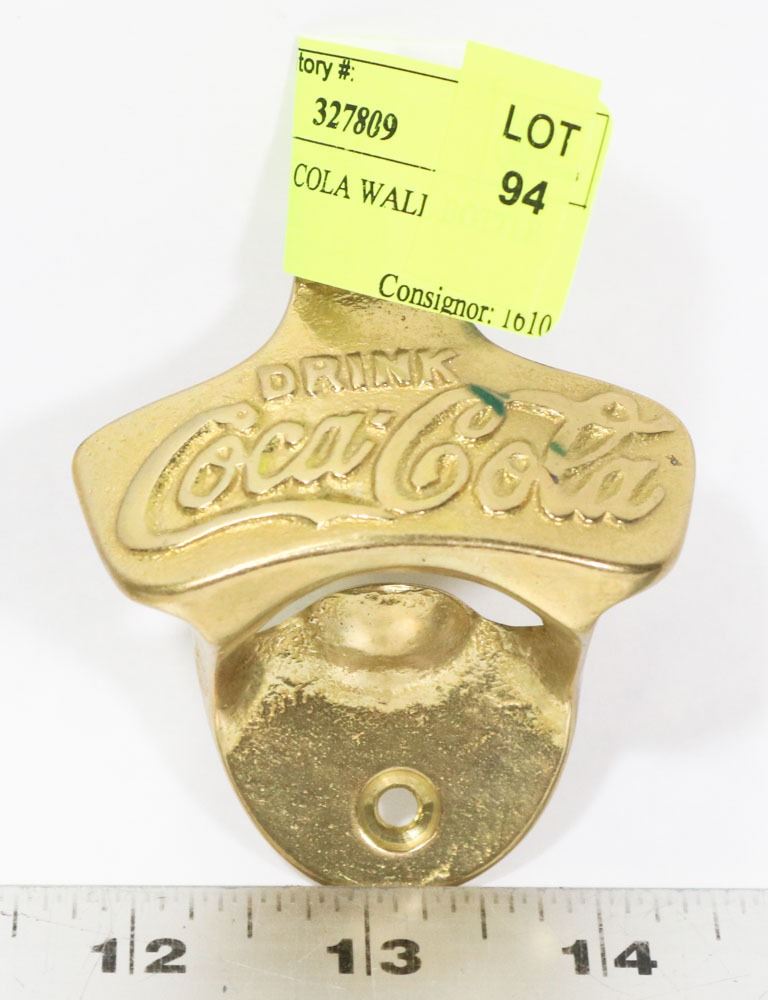 tory #:
327809
LOT
94
COLA WALL
Consignor: 1610
DRINK
Coca-Cola
12 13 14